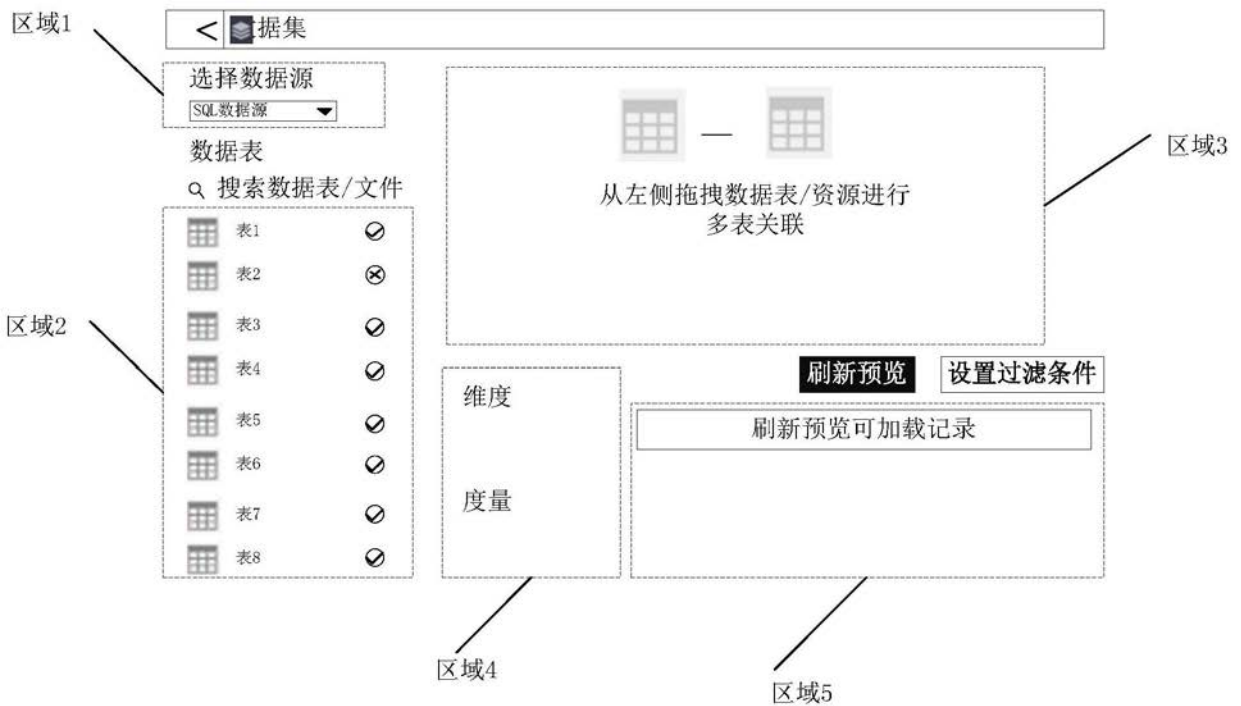 区域1
据集
选择数据源
SQL数据源
数据表
搜索数据表/文件
表1
表2
表3
表4
表5
表6
表7
表8
区域2
从左侧拖拽数据表/资源进行
多表关联
区域3
刷新预览
设置过滤条件
维度
度量
刷新预览可加载记录
区域4
区域5